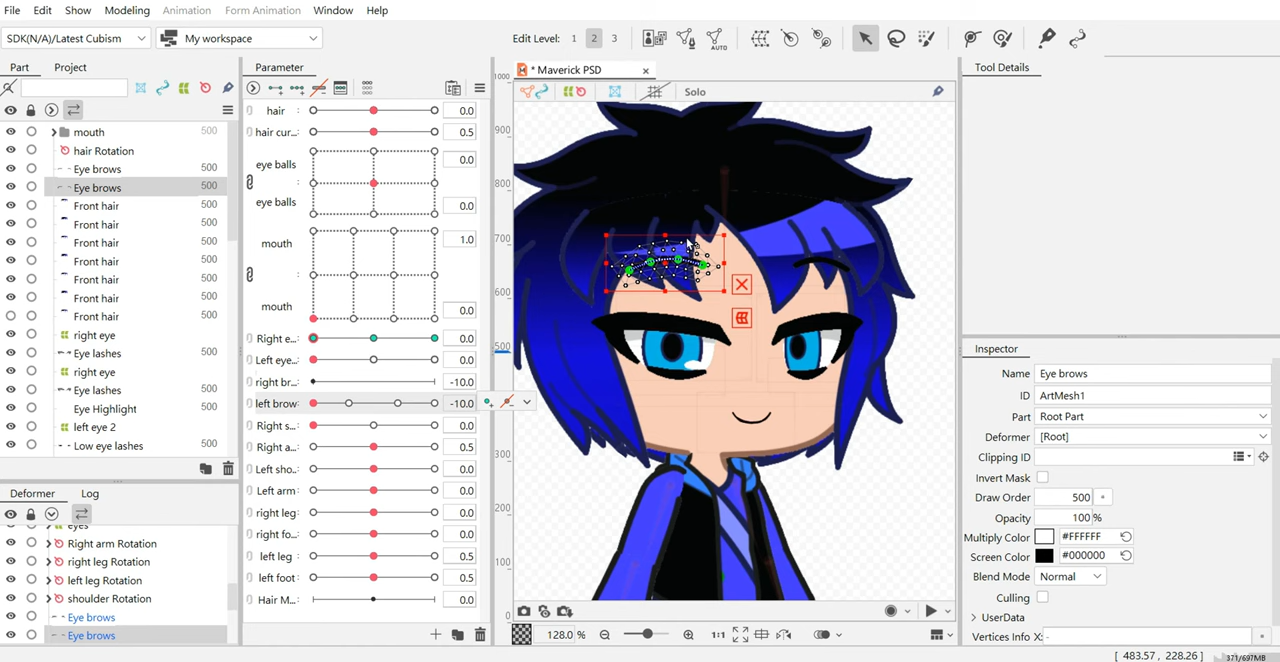 File Edit Show Modeling Animation Form Animation Window Help
SDK(N/A)/Latest Cubism My workspace Edit Level: 1 2 3
Part Project
Parameter
* Maverick PSD x
Tool Details
Solo
mouth 500
hair Rotation
Eye brows 500
Eye brows 500
Front hair 500
Front hair 500
Front hair 500
Front hair 500
Front hair 500
Front hair 500
Front hair 500
right eye
Eye lashes 500
right eye
Eye lashes 500
Eye Highlight 500
left eye 2
Low eye lashes 500
Deformer Log
eyes
Right arm Rotation
right leg Rotation
left leg Rotation
shoulder Rotation
Eye brows
Eye brows
hair 0.0
hair cur... 0.5
eye balls 0.0
eye balls : 0.0
mouth 1.0
mouth 0.0
Right e... 0.0
Left eye... 0.0
right br... -10.0
left brow -10.0
Right s... 0.0
Right a... 0.5
Left sho... 0.0
Left arm 0.0
right leg 0.0
right fo... 0.0
left leg 0.5
left foot 0.5
Hair M... 0.0
1000
900
800
700
600
500
300
200
100
0
128.0 % 1:1
Inspector
Name Eye brows
ID ArtMesh1
Part Root Part
Deformer [Root]
Clipping ID
Invert Mask
Draw Order 500
Opacity 100 %
Multiply Color #FFFFFF
Screen Color #000000
Blend Mode Normal
Culling
UserData
Vertices Info X: -
[ 483.57 , 228.26 ] 371/697MB